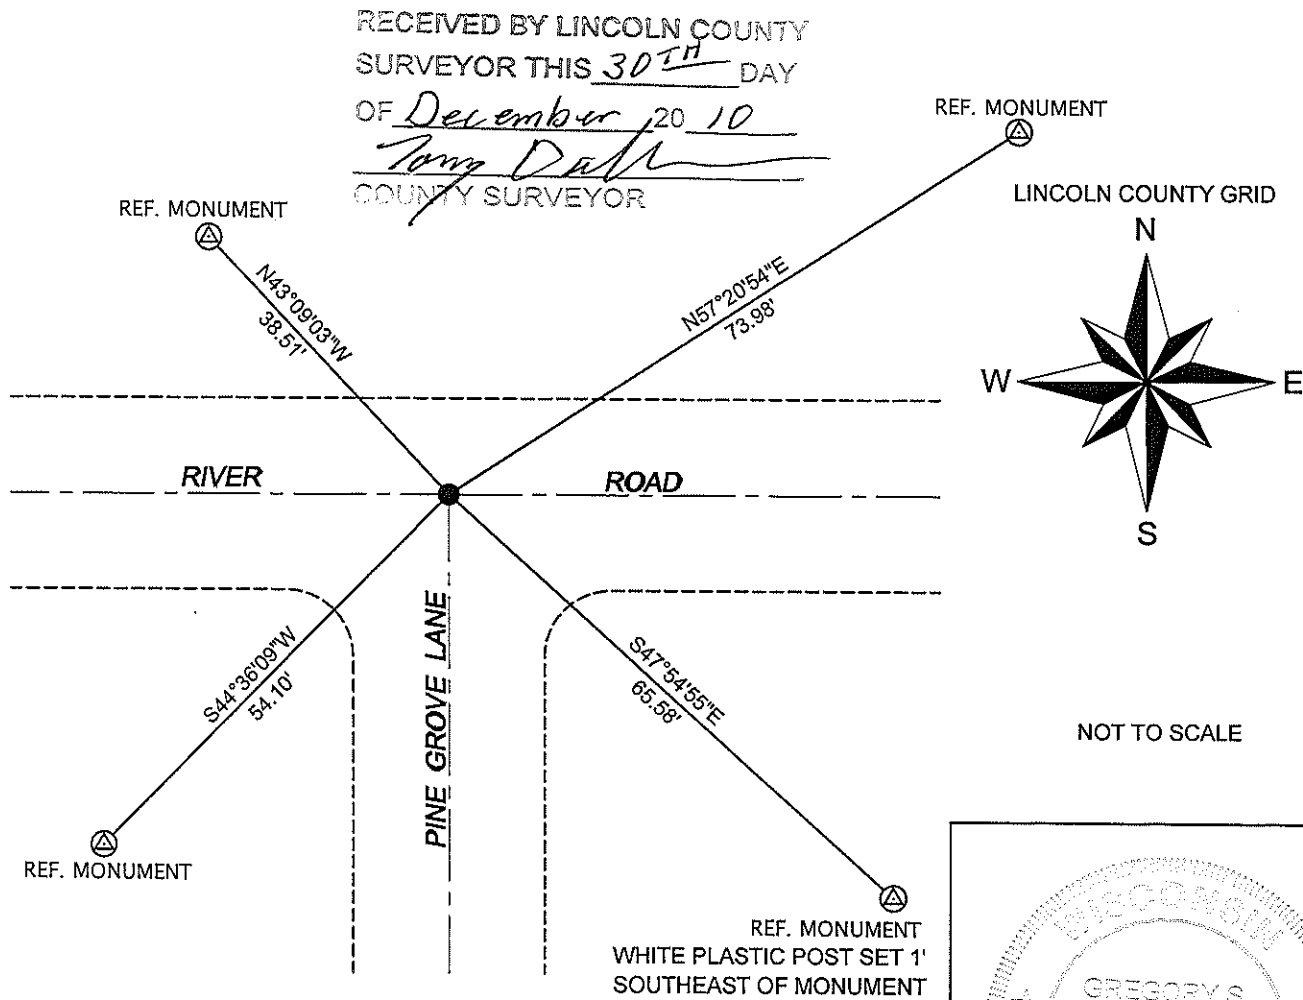 RECEIVED BY LINCOLN COUNTY
SURVEYOR THIS 30TH DAY
OF December 20 10
COUNTY SURVEYOR
REF. MONUMENT
REF. MONUMENT
LINCOLN COUNTY GRID
N
W E
S
N43°09'03"W
38.51'
N57°20'54"E
73.98'
RIVER ROAD
PINE GROVE LANE
S44°36'09"W
54.10'
S47°54'55"E
65.58'
NOT TO SCALE
REF. MONUMENT
REF. MONUMENT
WHITE PLASTIC POST SET 1'
SOUTHEAST OF MONUMENT
WISCONSIN
GREGORY S.